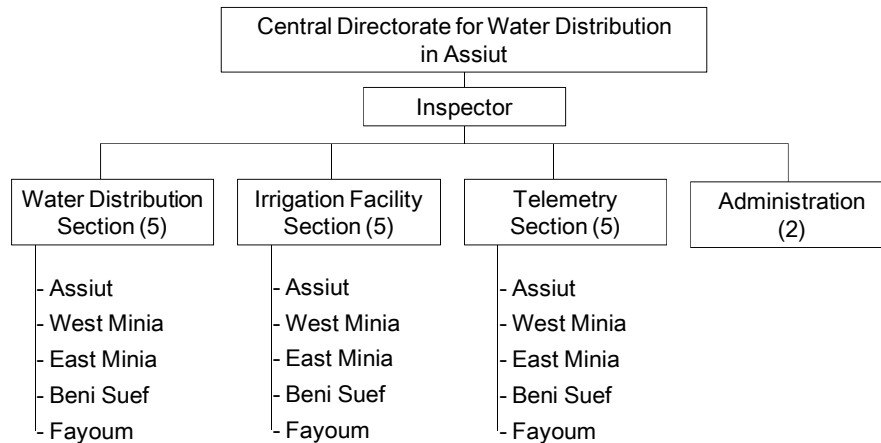 Central Directorate for Water Distribution
in Assiut
Inspector
Water Distribution
Section (5)
- Assiut
- West Minia
- East Minia
- Beni Suef
- Fayoum
Irrigation Facility
Section (5)
- Assiut
- West Minia
- East Minia
- Beni Suef
- Fayoum
Telemetry
Section (5)
- Assiut
- West Minia
- East Minia
- Beni Suef
- Fayoum
Administration
(2)